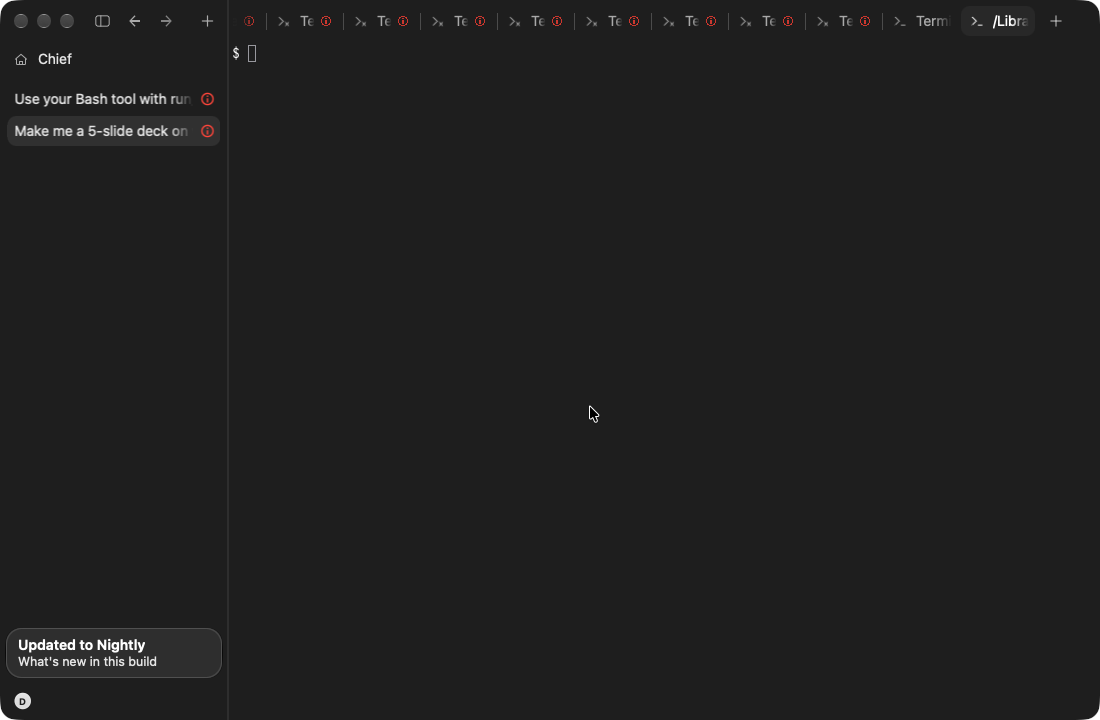 Te Te Te Te Te Te Te Te Term /Libra
Chief
$
Use your Bash tool with run
Make me a 5-slide deck on
Updated to Nightly
What's new in this build
D